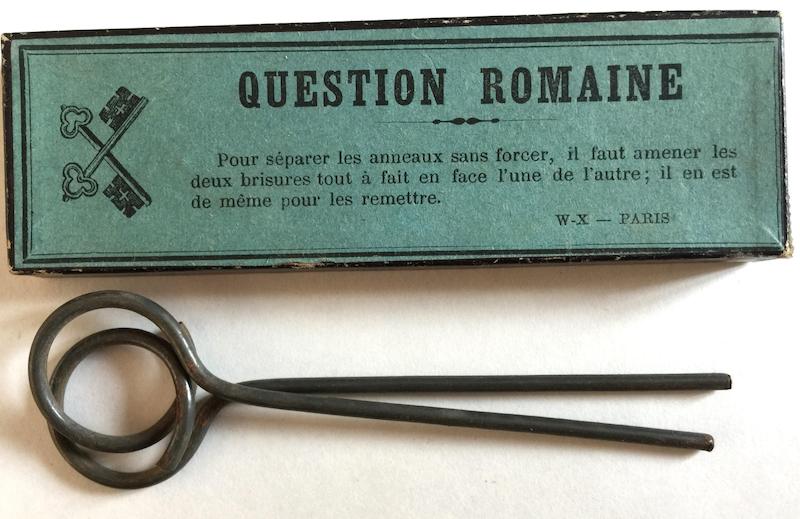 QUESTION ROMAINE
Pour séparer les anneaux sans forcer, il faut amener les
deux brisures tout à fait en face l'une de l'autre; il en est
de même pour les remettre.
W-X — PARIS